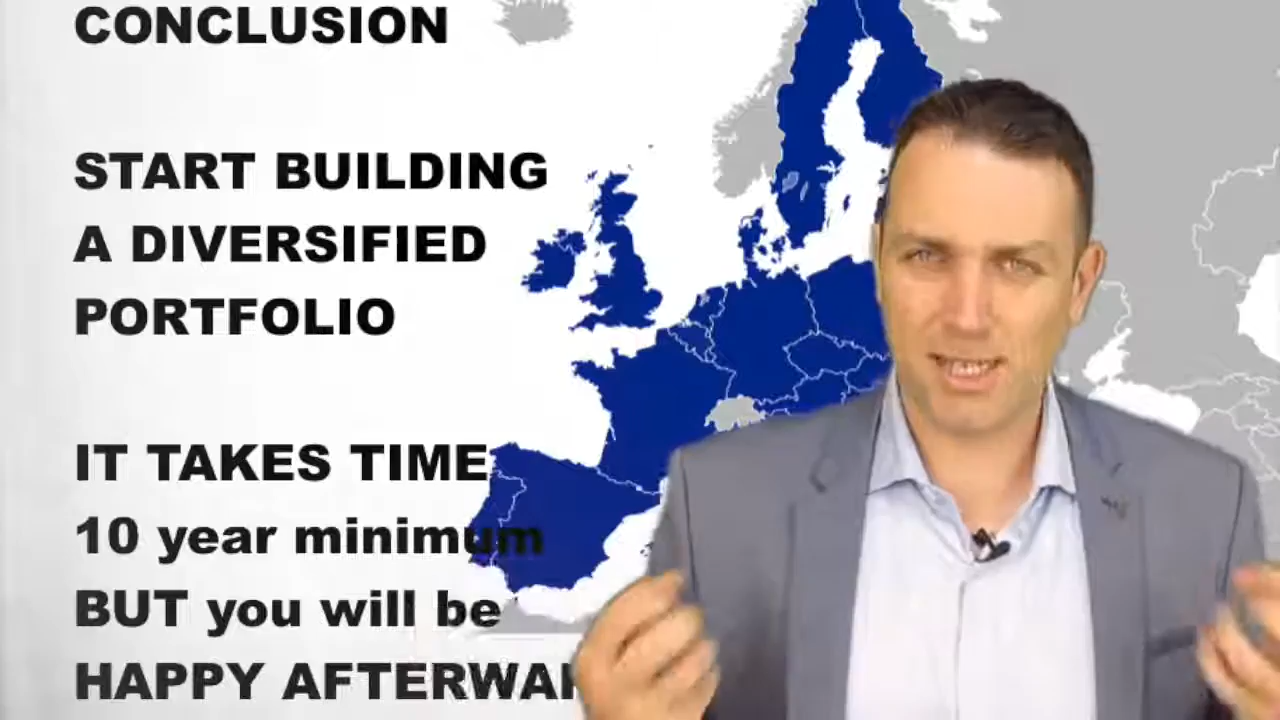 CONCLUSION
START BUILDING
A DIVERSIFIED
PORTFOLIO
IT TAKES TIME
10 year minimum
BUT you will be
HAPPY